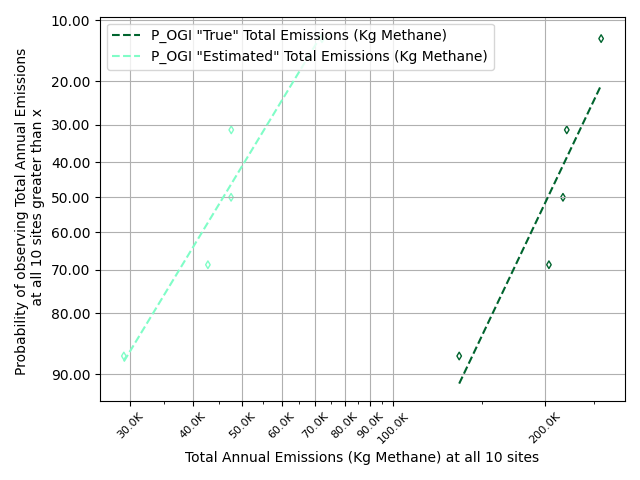 P_OGI "True" Total Emissions (Kg Methane)
P_OGI "Estimated" Total Emissions (Kg Methane)
Probability of observing Total Annual Emissions
at all 10 sites greater than x
10.00
20.00
30.00
40.00
50.00
60.00
70.00
80.00
90.00
30.0K
40.0K
50.0K
60.0K
70.0K
80.0K
90.0K
100.0K
200.0K
Total Annual Emissions (Kg Methane) at all 10 sites